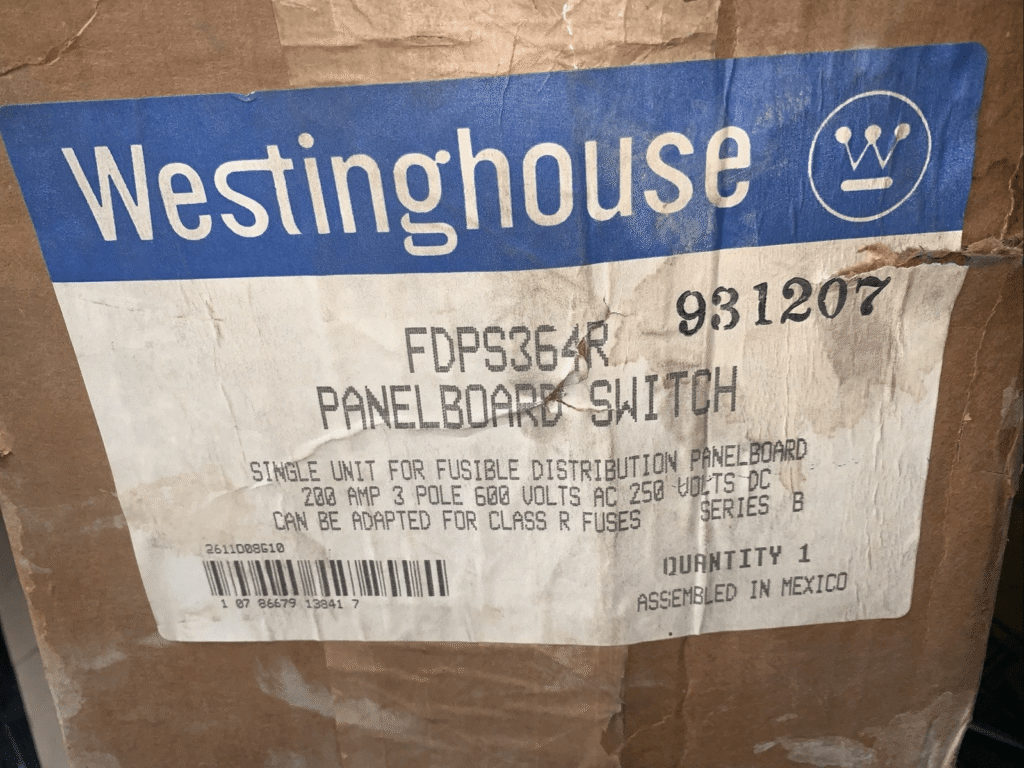 Westinghouse
931207
FDPS364R
PANELBOARD SWITCH
SINGLE UNIT FOR FUSIBLE DISTRIBUTION PANELBOARD
200 AMP 3 POLE 600 VOLTS AC 250 VOLTS DC
CAN BE ADAPTED FOR CLASS R FUSES SERIES B
2611D08G10
1 07 86679 13841 7
QUANTITY 1
ASSEMBLED IN MEXICO